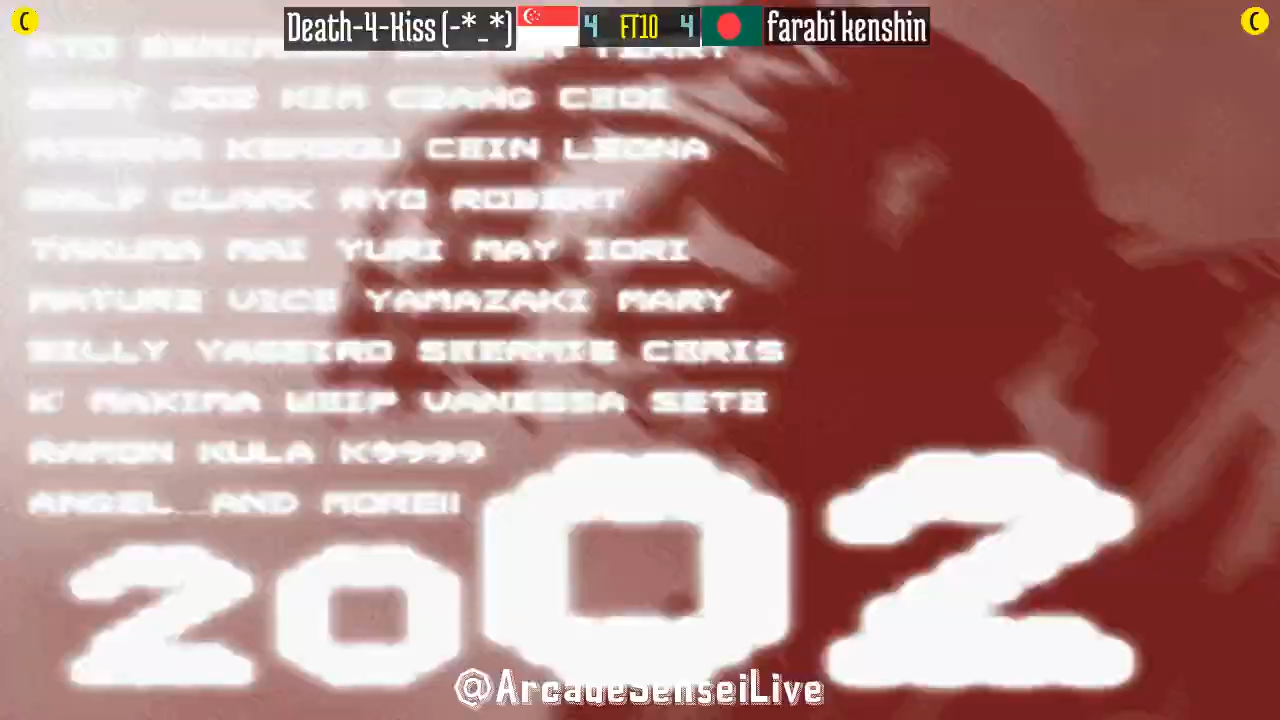 C Death-4-Kiss (-*_*) 4 FT10 4 farabi kenshin C
TERRY
ANDY JOE KIM CHANG CHOI
ATHENA KENSOU CHIN LEONA
RALF CLARK RYO ROBERT
TAKUMA MAI YURI MAY IORI
MATURE VICE YAMAZAKI MARY
BILLY YASHIRO SHERMIE CHRIS
K' MAXIMA WHIP VANESSA SETH
RAMON KULA K9999
ANGEL AND MORE!!
2002
@ArcadeSenseiLive